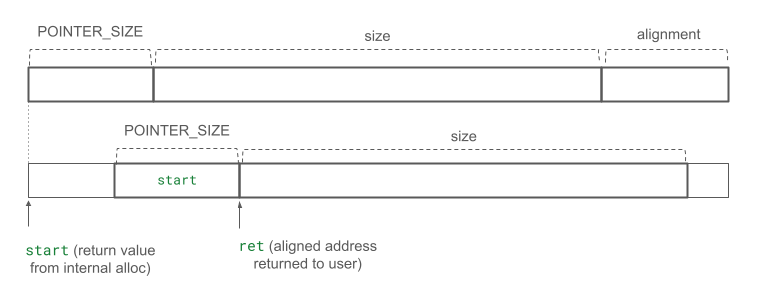 POINTER_SIZE
size
alignment
POINTER_SIZE
size
start
start (return value
from internal alloc)
ret (aligned address
returned to user)